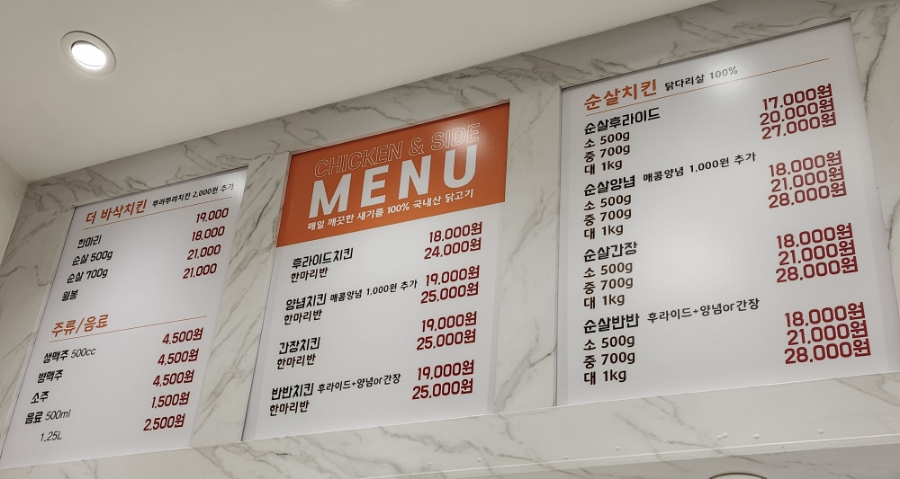 더 바삭치킨 뿌리뿌리치킨 2,000원 추가
한마리 19,000
순살 500g 18,000
순살 700g 21,000
윙봉 21,000
주류/음료
생맥주 500cc 4,500원
병맥주 4,500원
소주 4,500원
음료 500ml 1,500원
1.25L 2,500원
CHICKEN & SIDE
MENU
매일 깨끗한 새기름 100% 국내산 닭고기
후라이드치킨 18,000원
한마리반 24,000원
양념치킨 매콤양념 1,000원 추가 19,000원
한마리반 25,000원
간장치킨 19,000원
한마리반 25,000원
반반치킨 후라이드+양념or간장 19,000원
한마리반 25,000원
순살치킨 닭다리살 100%
순살후라이드
소 500g 17,000원
중 700g 20,000원
대 1kg 27,000원
순살양념 매콤양념 1,000원 추가
소 500g 18,000원
중 700g 21,000원
대 1kg 28,000원
순살간장
소 500g 18,000원
중 700g 21,000원
대 1kg 28,000원
순살반반 후라이드+양념or간장
소 500g 18,000원
중 700g 21,000원
대 1kg 28,000원